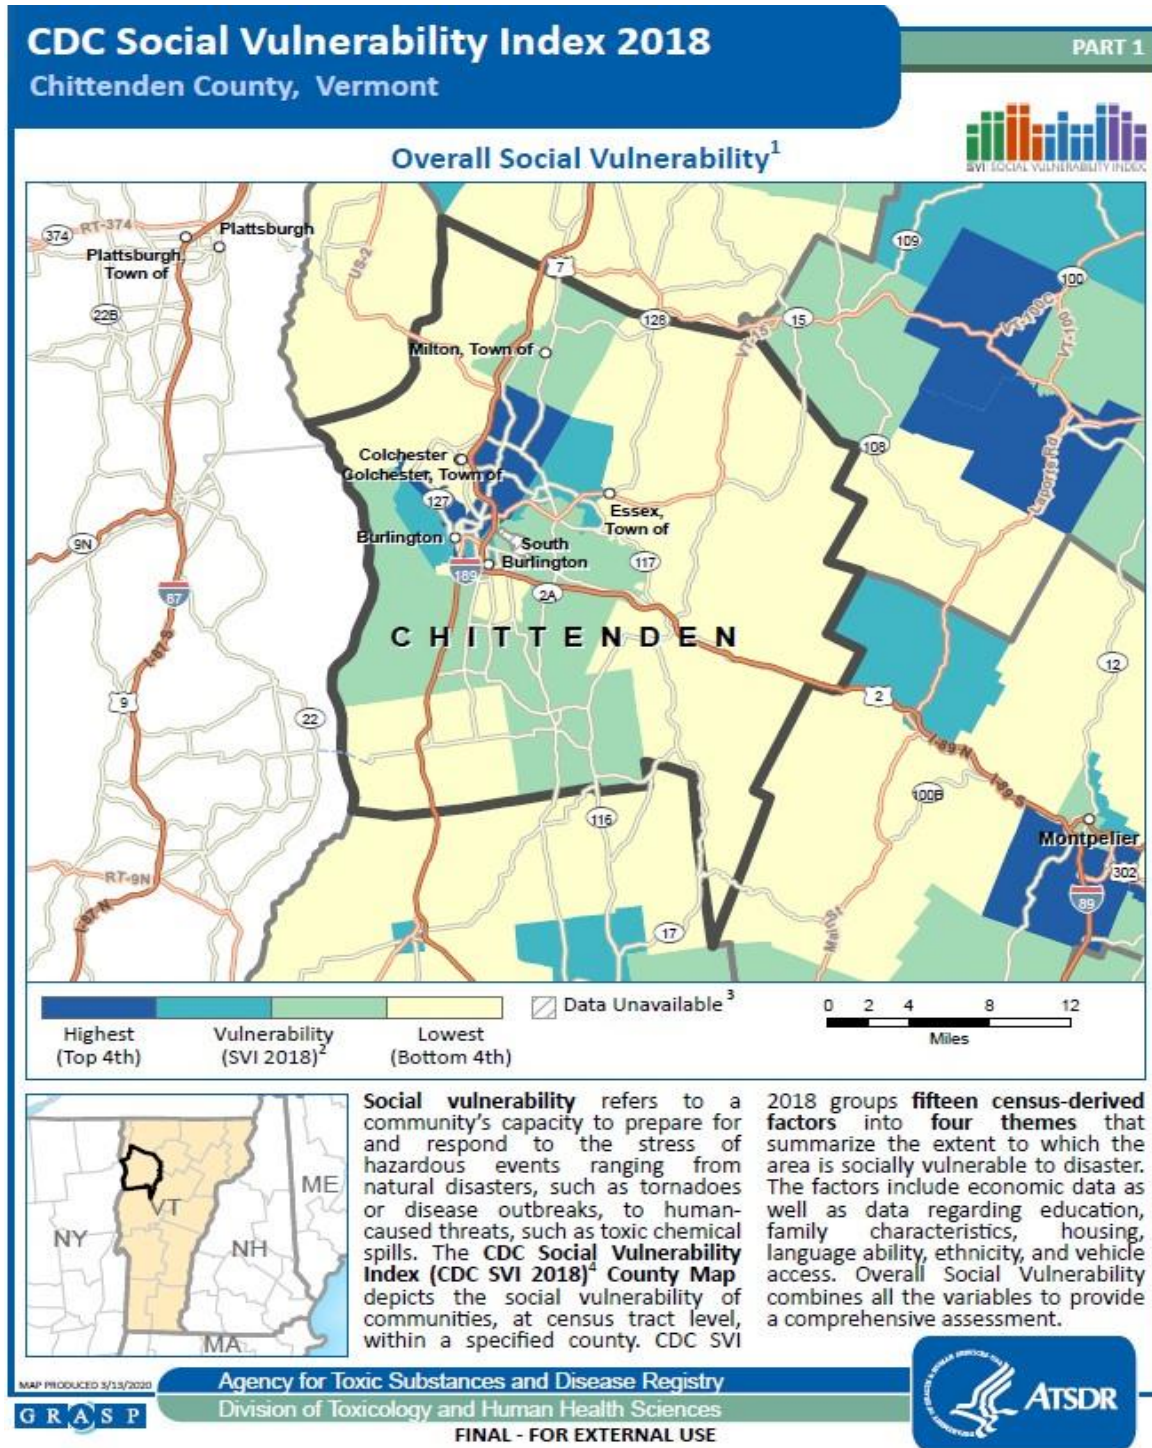 CDC Social Vulnerability Index 2018
PART 1
Chittenden County, Vermont
SVI SOCIAL VULNERABILITY INDEX
Overall Social Vulnerability1
374
RT-374
Plattsburgh
Plattsburgh,
Town of
22B
US-2
7
128
VT-15
15
109
100
VT-100C
VT-100
Milton, Town of
108
Laporte Rd
Colchester
Colchester, Town of
127
Essex,
Town of
Burlington
South
Burlington
189
117
2A
9N
87
I-87-S
CHITTENDEN
12
9
22
2
I-89-N
I-89-S
100B
116
Montpelier
302
89
RT-9N
I-87-N
17
Main St
Highest
(Top 4th)
Vulnerability
(SVI 2018)2
Lowest
(Bottom 4th)
Data Unavailable3
0 2 4 8 12
Miles
NY
VT
NH
ME
MA
Social vulnerability refers to a
community's capacity to prepare for
and respond to the stress of
hazardous events ranging from
natural disasters, such as tornadoes
or disease outbreaks, to human-
caused threats, such as toxic chemical
spills. The CDC Social Vulnerability
Index (CDC SVI 2018)4 County Map
depicts the social vulnerability of
communities, at census tract level,
within a specified county. CDC SVI
2018 groups fifteen census-derived
factors into four themes that
summarize the extent to which the
area is socially vulnerable to disaster.
The factors include economic data as
well as data regarding education,
family characteristics, housing,
language ability, ethnicity, and vehicle
access. Overall Social Vulnerability
combines all the variables to provide
a comprehensive assessment.
MAP PRODUCED 3/13/2020
GRASP
Agency for Toxic Substances and Disease Registry
Division of Toxicology and Human Health Sciences
FINAL - FOR EXTERNAL USE
ATSDR